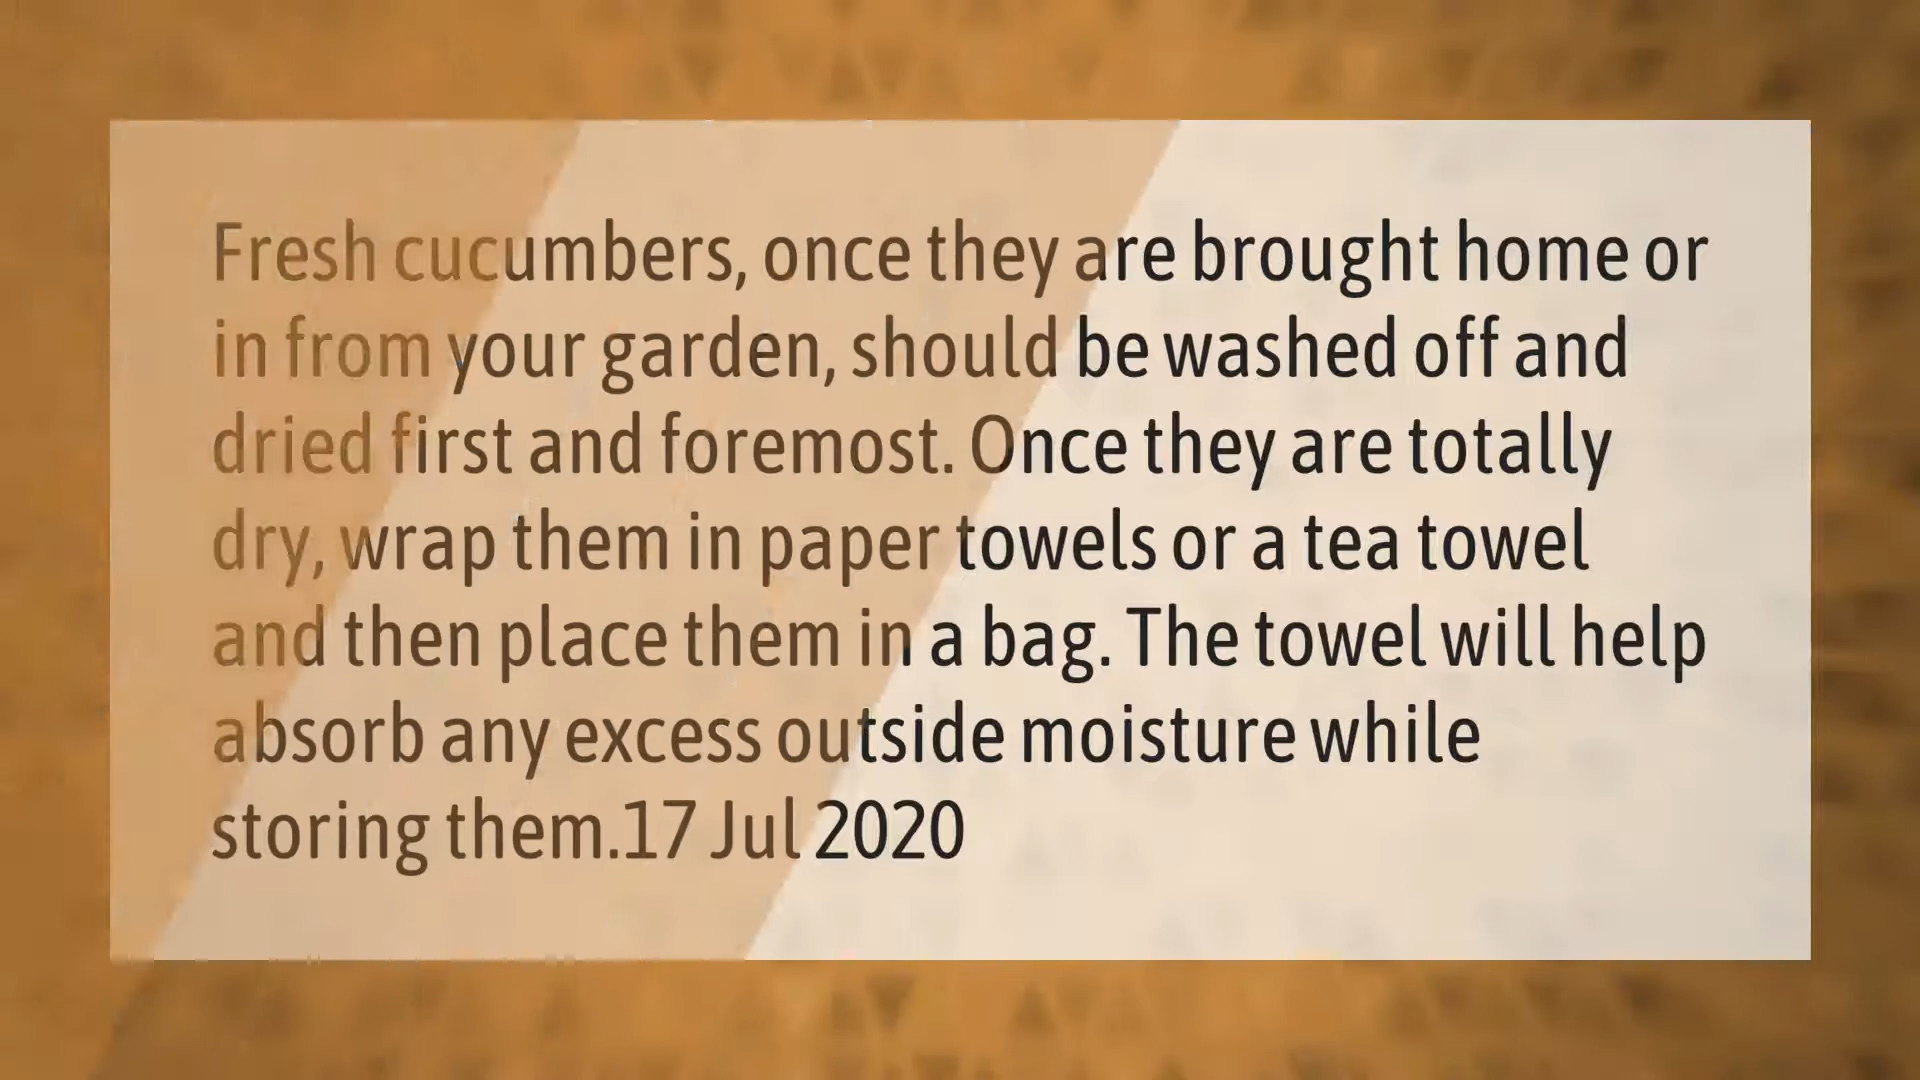 Fresh cucumbers, once they are brought home or
in from your garden, should be washed off and
dried first and foremost. Once they are totally
dry, wrap them in paper towels or a tea towel
and then place them in a bag. The towel will help
absorb any excess outside moisture while
storing them.17 Jul 2020